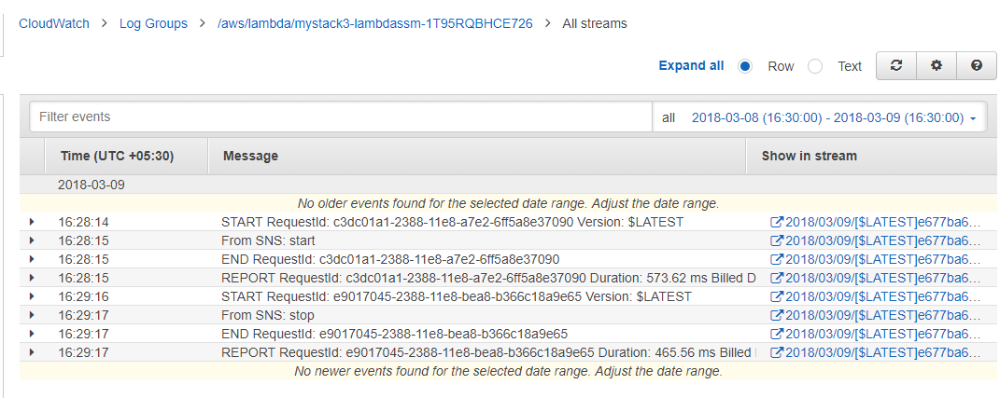 CloudWatch > Log Groups > /aws/lambda/mystack3-lambdassm-1T95RQBHCE726 > All streams
Expand all Row Text
Filter events all 2018-03-08 (16:30:00) - 2018-03-09 (16:30:00)
Time (UTC +05:30) Message Show in stream
2018-03-09
No older events found for the selected date range. Adjust the date range.
16:28:14 START RequestId: c3dc01a1-2388-11e8-a7e2-6ff5a8e37090 Version: $LATEST 2018/03/09/[$LATEST]e677ba6...
16:28:15 From SNS: start 2018/03/09/[$LATEST]e677ba6...
16:28:15 END RequestId: c3dc01a1-2388-11e8-a7e2-6ff5a8e37090 2018/03/09/[$LATEST]e677ba6...
16:28:15 REPORT RequestId: c3dc01a1-2388-11e8-a7e2-6ff5a8e37090 Duration: 573.62 ms Billed D 2018/03/09/[$LATEST]e677ba6...
16:29:16 START RequestId: e9017045-2388-11e8-bea8-b366c18a9e65 Version: $LATEST 2018/03/09/[$LATEST]e677ba6...
16:29:17 From SNS: stop 2018/03/09/[$LATEST]e677ba6...
16:29:17 END RequestId: e9017045-2388-11e8-bea8-b366c18a9e65 2018/03/09/[$LATEST]e677ba6...
16:29:17 REPORT RequestId: e9017045-2388-11e8-bea8-b366c18a9e65 Duration: 465.56 ms Billed 2018/03/09/[$LATEST]e677ba6...
No newer events found for the selected date range. Adjust the date range.